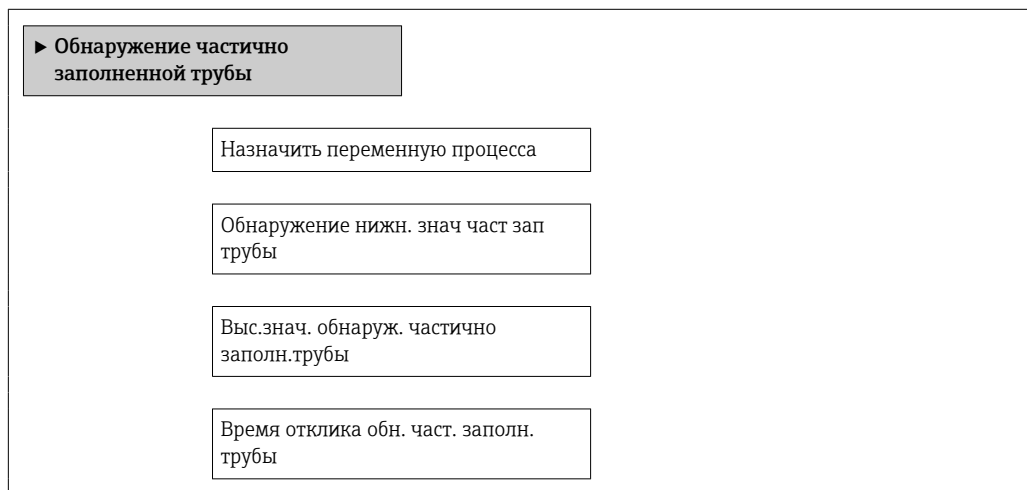 ► Обнаружение частично
заполненной трубы
Назначить переменную процесса
Обнаружение нижн. знач част зап
трубы
Выс.знач. обнаруж. частично
заполн.трубы
Время отклика обн. част. заполн.
трубы